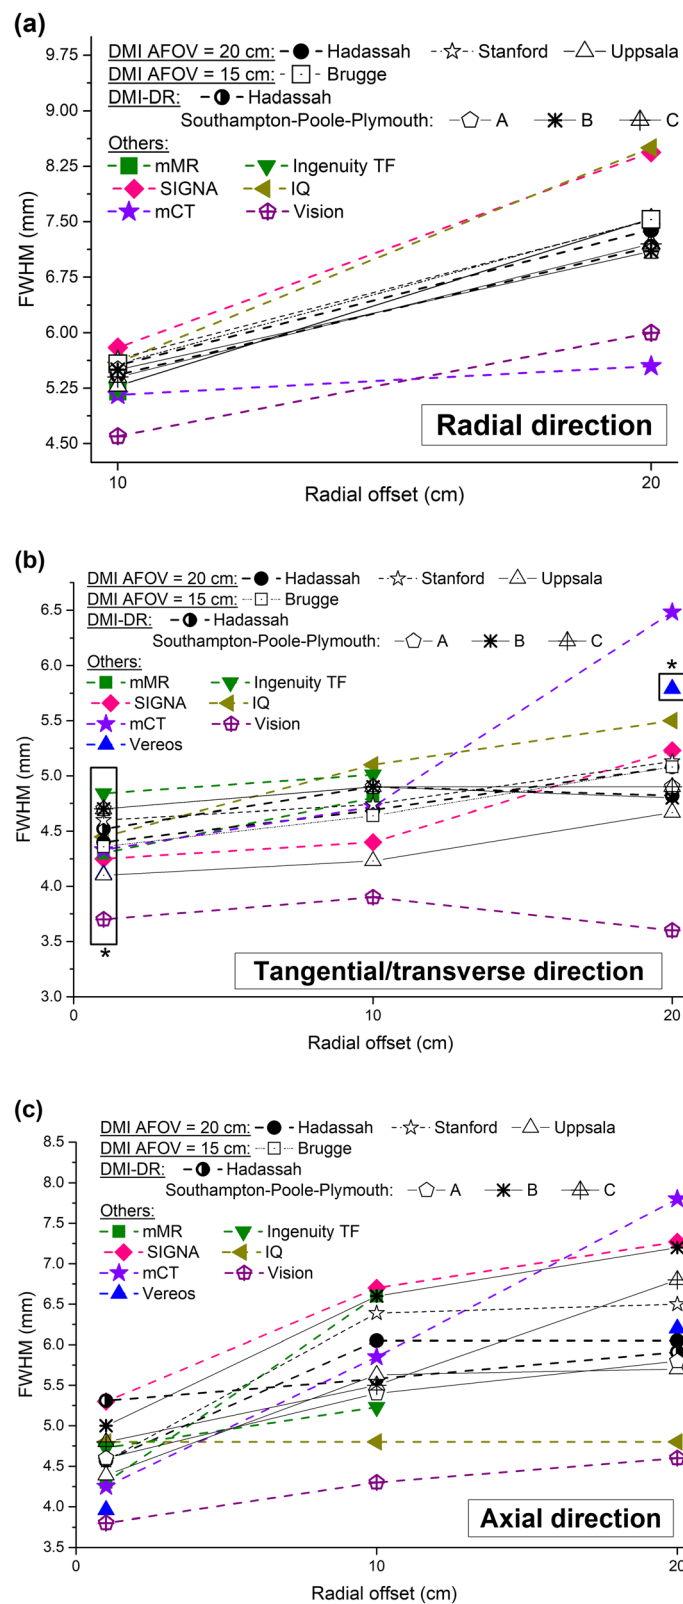 (a)
DMI AFOV = 20 cm: Hadassah Stanford Uppsala
DMI AFOV = 15 cm: Brugge
DMI-DR: Hadassah
Southampton-Poole-Plymouth: A B C
Others:
mMR Ingenuity TF
SIGNA IQ
mCT Vision
9.75
9.00
8.25
7.50
6.75
6.00
5.25
4.50
FWHM (mm)
Radial direction
10 20
Radial offset (cm)
(b)
DMI AFOV = 20 cm: Hadassah Stanford Uppsala
DMI AFOV = 15 cm: Brugge
DMI-DR: Hadassah
Southampton-Poole-Plymouth: A B C
Others:
mMR Ingenuity TF
SIGNA IQ
mCT Vision
Vereos
*
6.5
6.0
5.5
5.0
4.5
4.0
3.5
3.0
FWHM (mm)
*
Tangential/transverse direction
0 10 20
Radial offset (cm)
(c)
DMI AFOV = 20 cm: Hadassah Stanford Uppsala
DMI AFOV = 15 cm: Brugge
DMI-DR: Hadassah
Southampton-Poole-Plymouth: A B C
Others:
mMR Ingenuity TF
SIGNA IQ
mCT Vision
Vereos
8.5
8.0
7.5
7.0
6.5
6.0
5.5
5.0
4.5
4.0
3.5
FWHM (mm)
Axial direction
0 10 20
Radial offset (cm)